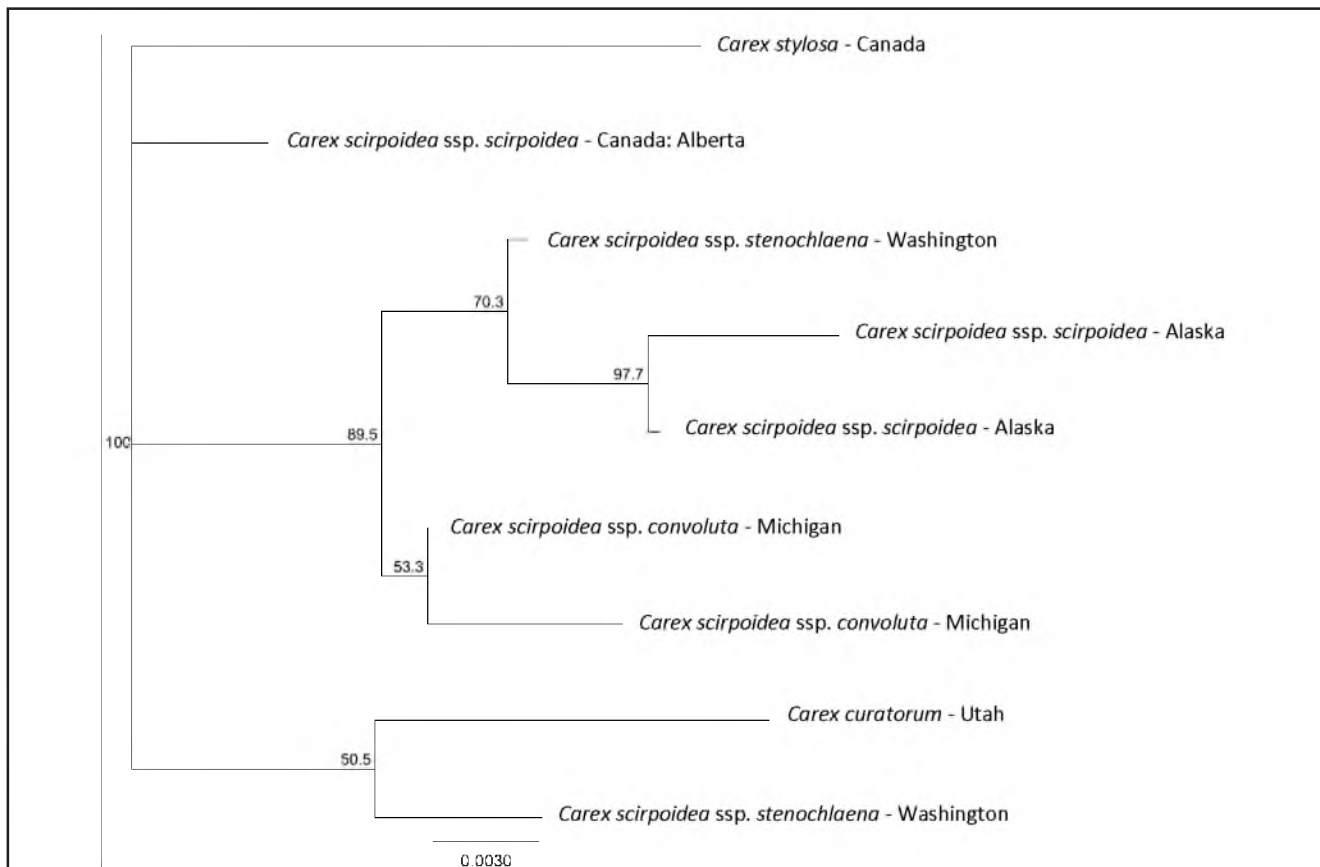 Carex stylosa - Canada
Carex scirpoidea ssp. scirpoidea - Canada: Alberta
Carex scirpoidea ssp. stenochlaena - Washington
70.3
Carex scirpoidea ssp. scirpoidea - Alaska
97.7
Carex scirpoidea ssp. scirpoidea - Alaska
100
89.5
Carex scirpoidea ssp. convoluta - Michigan
53.3
Carex scirpoidea ssp. convoluta - Michigan
Carex curatorum - Utah
50.5
Carex scirpoidea ssp. stenochlaena - Washington
0.0030